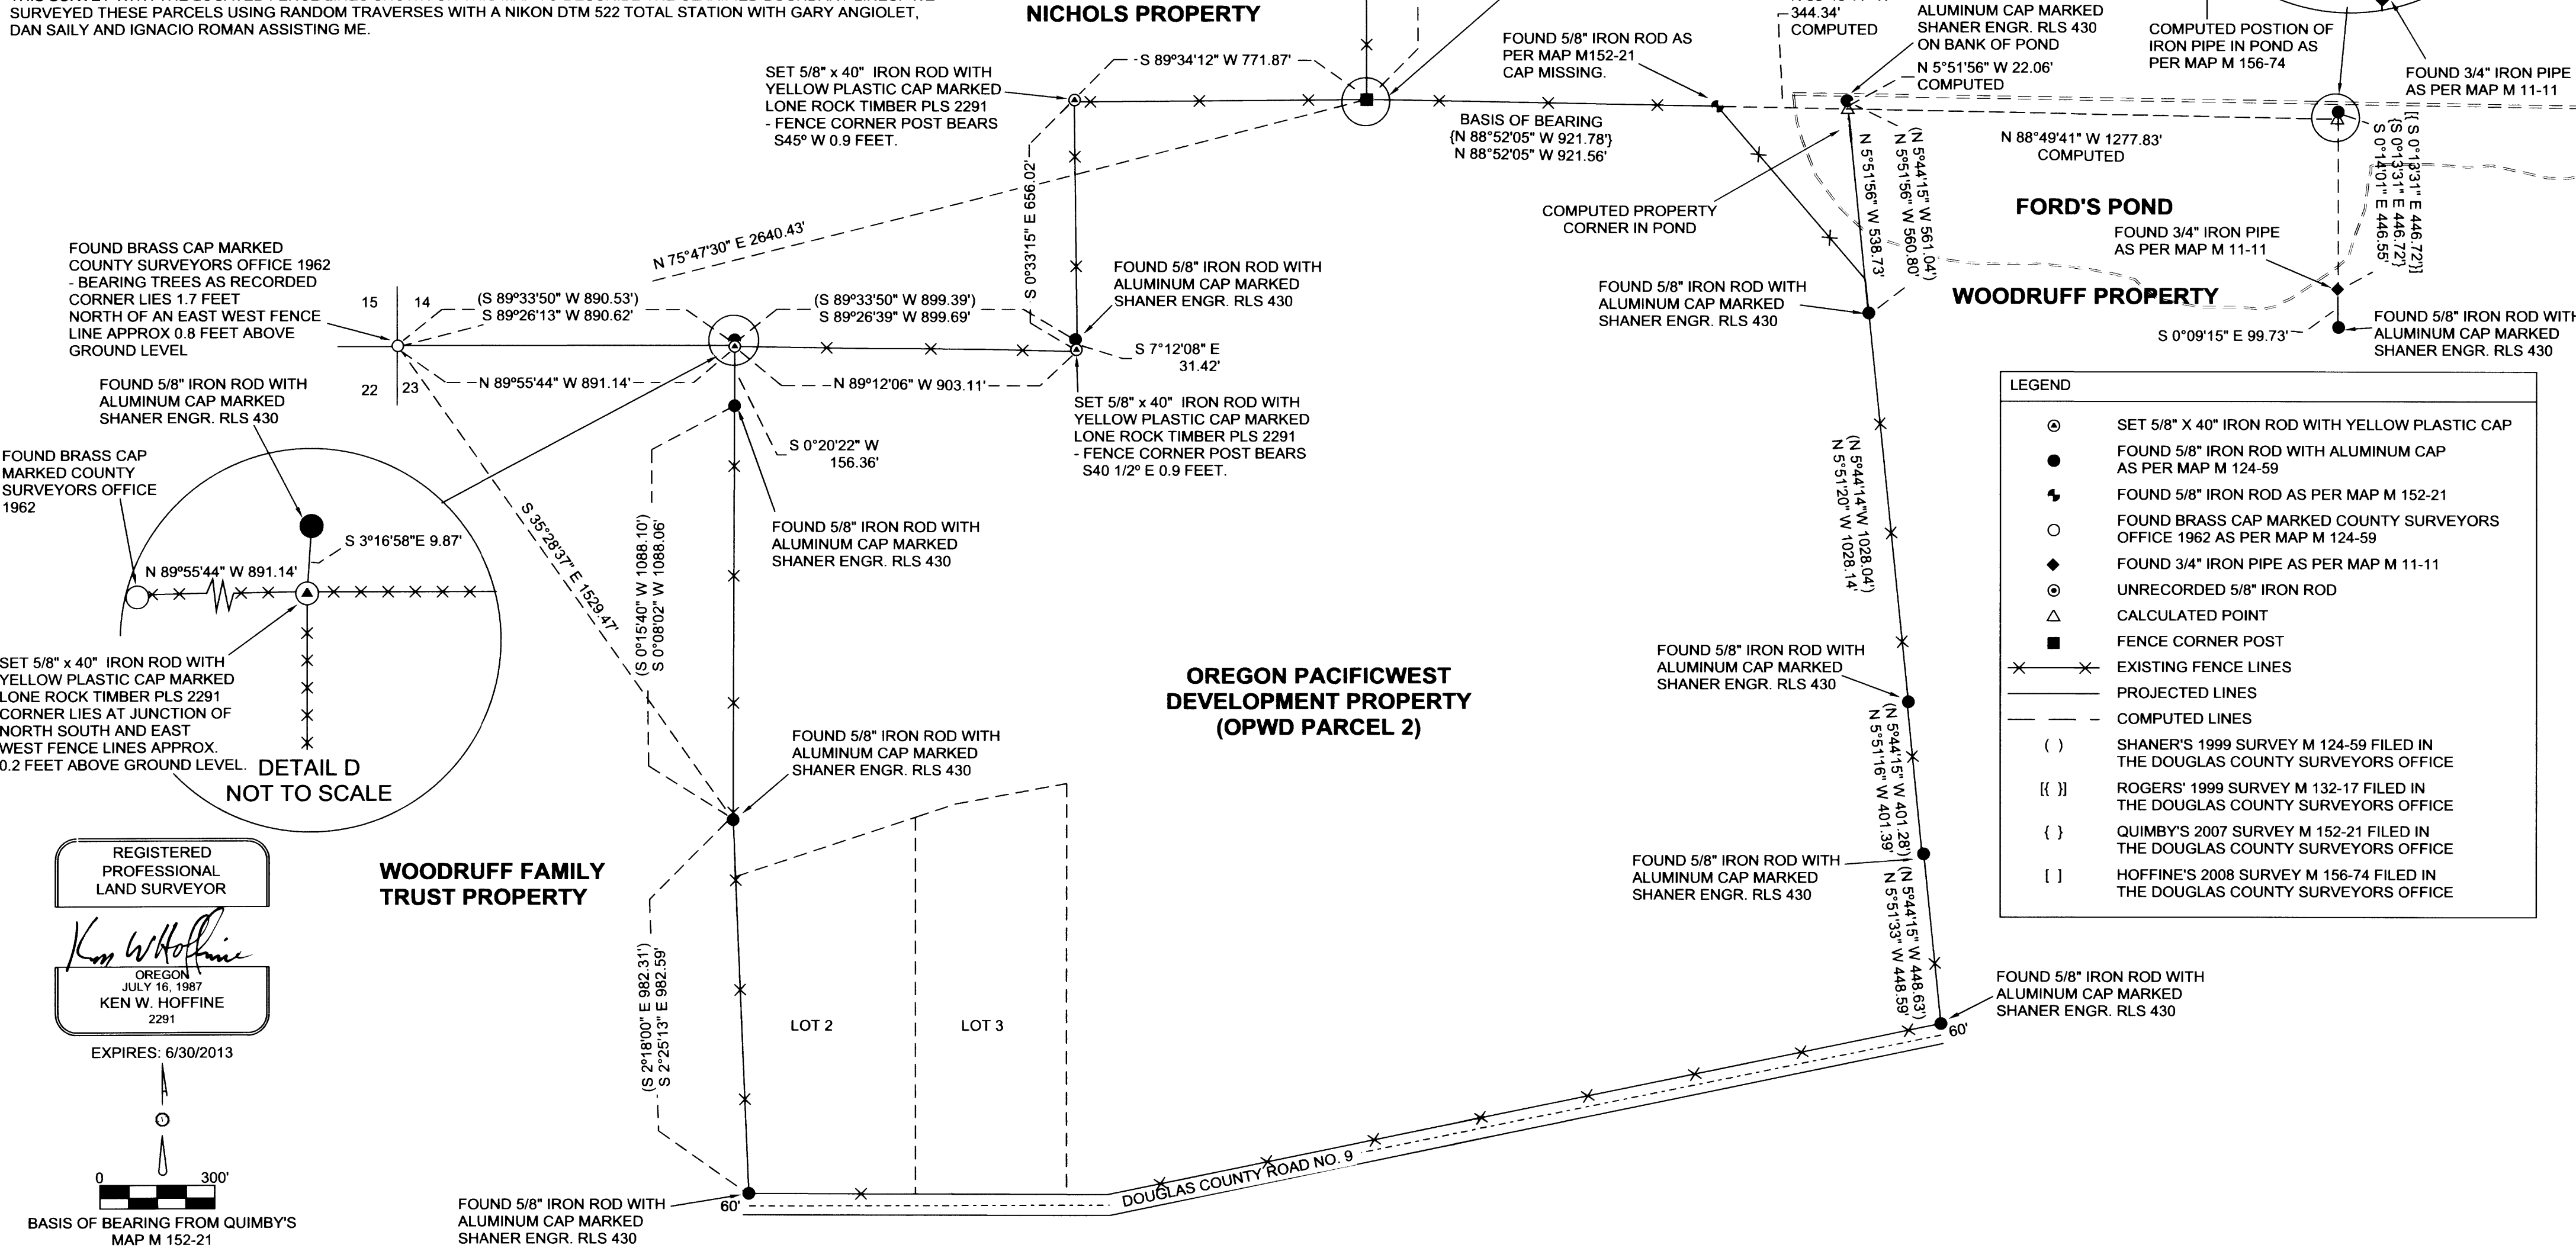 SURVEYED THESE PARCELS USING RANDOM TRAVERSES WITH A NIKON DTM 522 TOTAL STATION WITH GARY ANGIOLET,
DAN SAILY AND IGNACIO ROMAN ASSISTING ME.
NICHOLS PROPERTY
SET 5/8" x 40" IRON ROD WITH
YELLOW PLASTIC CAP MARKED
LONE ROCK TIMBER PLS 2291
- FENCE CORNER POST BEARS
S45° W 0.9 FEET.
S 89°34'12" W 771.87'
FOUND 5/8" IRON ROD AS
PER MAP M152-21
CAP MISSING.
344.34'
COMPUTED
ALUMINUM CAP MARKED
SHANER ENGR. RLS 430
ON BANK OF POND
N 5°51'56" W 22.06'
COMPUTED
COMPUTED POSTION OF
IRON PIPE IN POND AS
PER MAP M 156-74
FOUND 3/4" IRON PIPE
AS PER MAP M 11-11
BASIS OF BEARING
{N 88°52'05" W 921.78'}
N 88°52'05" W 921.56'
N 88°49'41" W 1277.83'
COMPUTED
[{ S 0°13'31" E 446.72'}]
{S 0°13'31" E 446.72'}
S 0°14'01" E 446.55'
(N 5°44'15" W 561.04')
N 5°51'56" W 560.80'
N 5°51'56" W 538.73'
COMPUTED PROPERTY
CORNER IN POND
FORD'S POND
FOUND 3/4" IRON PIPE
AS PER MAP M 11-11
WOODRUFF PROPERTY
S 0°09'15" E 99.73'
FOUND 5/8" IRON ROD WITH
ALUMINUM CAP MARKED
SHANER ENGR. RLS 430
FOUND 5/8" IRON ROD WITH
ALUMINUM CAP MARKED
SHANER ENGR. RLS 430
N 75°47'30" E 2640.43'
S 0°33'15" E 656.02'
FOUND 5/8" IRON ROD WITH
ALUMINUM CAP MARKED
SHANER ENGR. RLS 430
FOUND BRASS CAP MARKED
COUNTY SURVEYORS OFFICE 1962
- BEARING TREES AS RECORDED
CORNER LIES 1.7 FEET
NORTH OF AN EAST WEST FENCE
LINE APPROX 0.8 FEET ABOVE
GROUND LEVEL
15 14
22 23
(S 89°33'50" W 890.53')
S 89°26'13" W 890.62'
(S 89°33'50" W 899.39')
S 89°26'39" W 899.69'
N 89°55'44" W 891.14'
N 89°12'06" W 903.11'
S 7°12'08" E
31.42'
SET 5/8" x 40" IRON ROD WITH
YELLOW PLASTIC CAP MARKED
LONE ROCK TIMBER PLS 2291
- FENCE CORNER POST BEARS
S40 1/2° E 0.9 FEET.
S 0°20'22" W
156.36'
FOUND 5/8" IRON ROD WITH
ALUMINUM CAP MARKED
SHANER ENGR. RLS 430
FOUND 5/8" IRON ROD WITH
ALUMINUM CAP MARKED
SHANER ENGR. RLS 430
FOUND BRASS CAP
MARKED COUNTY
SURVEYORS OFFICE
1962
S 3°16'58"E 9.87'
N 89°55'44" W 891.14'
SET 5/8" x 40" IRON ROD WITH
YELLOW PLASTIC CAP MARKED
LONE ROCK TIMBER PLS 2291
CORNER LIES AT JUNCTION OF
NORTH SOUTH AND EAST
WEST FENCE LINES APPROX.
0.2 FEET ABOVE GROUND LEVEL.
DETAIL D
NOT TO SCALE
S 35°28'37" E 1529.47'
(S 0°15'40" W 1088.10')
S 0°08'02" W 1088.06'
FOUND 5/8" IRON ROD WITH
ALUMINUM CAP MARKED
SHANER ENGR. RLS 430
OREGON PACIFICWEST
DEVELOPMENT PROPERTY
(OPWD PARCEL 2)
(N 5°44'14"W 1028.04')
N 5°51'20" W 1028.14'
FOUND 5/8" IRON ROD WITH
ALUMINUM CAP MARKED
SHANER ENGR. RLS 430
(N 5°44'15" W 401.28')
N 5°51'16" W 401.39'
FOUND 5/8" IRON ROD WITH
ALUMINUM CAP MARKED
SHANER ENGR. RLS 430
(N 5°44'15" W 448.63')
N 5°51'33" W 448.59'
FOUND 5/8" IRON ROD WITH
ALUMINUM CAP MARKED
SHANER ENGR. RLS 430
60'
LEGEND
SET 5/8" X 40" IRON ROD WITH YELLOW PLASTIC CAP
FOUND 5/8" IRON ROD WITH ALUMINUM CAP
AS PER MAP M 124-59
FOUND 5/8" IRON ROD AS PER MAP M 152-21
FOUND BRASS CAP MARKED COUNTY SURVEYORS
OFFICE 1962 AS PER MAP M 124-59
FOUND 3/4" IRON PIPE AS PER MAP M 11-11
UNRECORDED 5/8" IRON ROD
CALCULATED POINT
FENCE CORNER POST
EXISTING FENCE LINES
PROJECTED LINES
COMPUTED LINES
( ) SHANER'S 1999 SURVEY M 124-59 FILED IN
THE DOUGLAS COUNTY SURVEYORS OFFICE
[{ }] ROGERS' 1999 SURVEY M 132-17 FILED IN
THE DOUGLAS COUNTY SURVEYORS OFFICE
{ } QUIMBY'S 2007 SURVEY M 152-21 FILED IN
THE DOUGLAS COUNTY SURVEYORS OFFICE
[ ] HOFFINE'S 2008 SURVEY M 156-74 FILED IN
THE DOUGLAS COUNTY SURVEYORS OFFICE
WOODRUFF FAMILY
TRUST PROPERTY
(S 2°18'00" E 982.31')
S 2°25'13" E 982.59'
LOT 2
LOT 3
REGISTERED
PROFESSIONAL
LAND SURVEYOR
Ken W Hoffine
OREGON
JULY 16, 1987
KEN W. HOFFINE
2291
EXPIRES: 6/30/2013
0 300'
BASIS OF BEARING FROM QUIMBY'S
MAP M 152-21
FOUND 5/8" IRON ROD WITH
ALUMINUM CAP MARKED
SHANER ENGR. RLS 430
60'
DOUGLAS COUNTY ROAD NO. 9